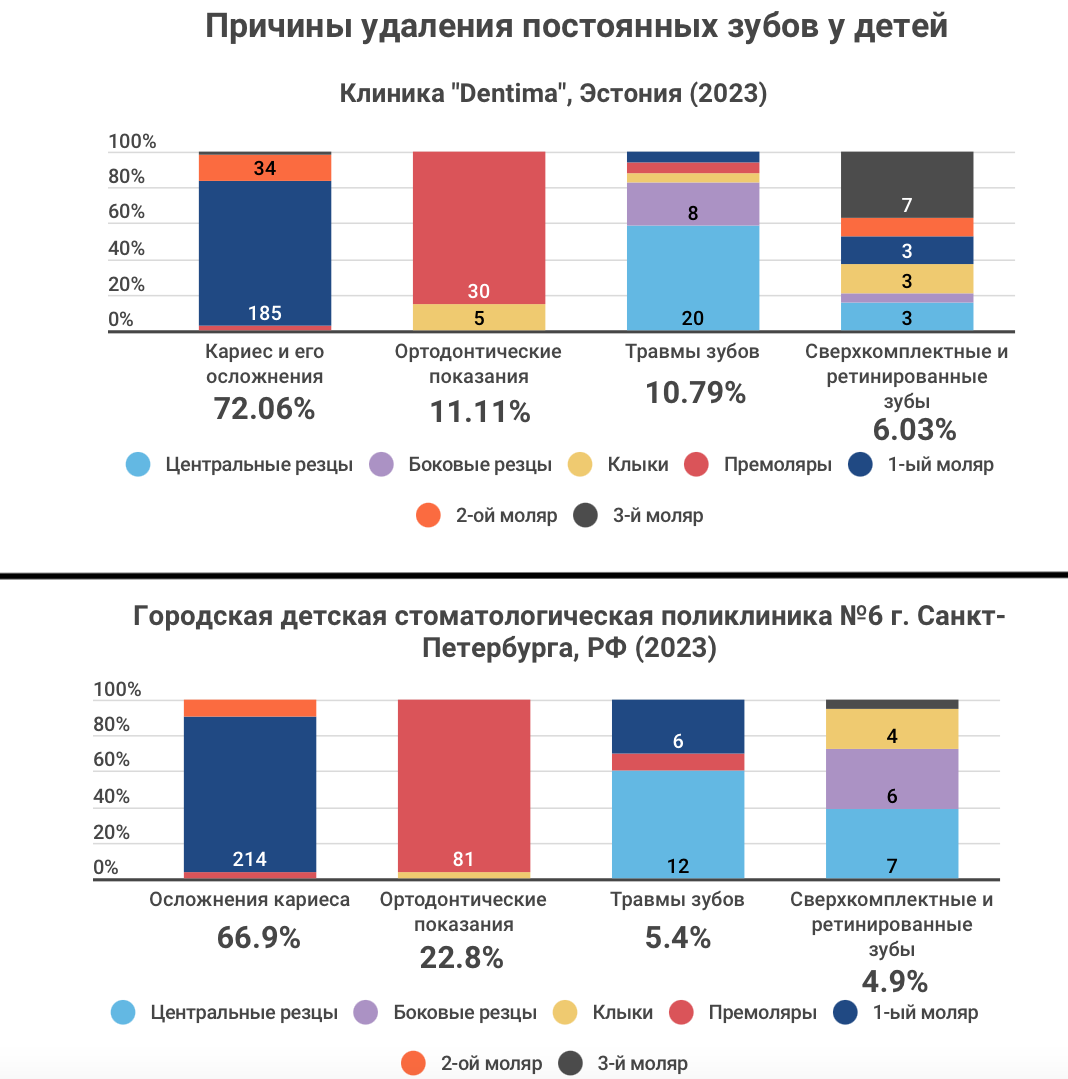 Причины удаления постоянных зубов у детей
Клиника "Dentima", Эстония (2023)
100%
80%
60%
40%
20%
0%
34
185
30
5
8
20
7
3
3
3
Кариес и его
осложнения
72.06%
Ортодонтические
показания
11.11%
Травмы зубов
10.79%
Сверхкомплектные и
ретинированные
зубы
6.03%
Центральные резцы Боковые резцы Клыки Премоляры 1-ый моляр
2-ой моляр 3-й моляр
Городская детская стоматологическая поликлиника №6 г. Санкт-
Петербурга, РФ (2023)
100%
80%
60%
40%
20%
0%
214
81
6
12
4
6
7
Осложнения кариеса
66.9%
Ортодонтические
показания
22.8%
Травмы зубов
5.4%
Сверхкомплектные и
ретинированные
зубы
4.9%
Центральные резцы Боковые резцы Клыки Премоляры 1-ый моляр
2-ой моляр 3-й моляр